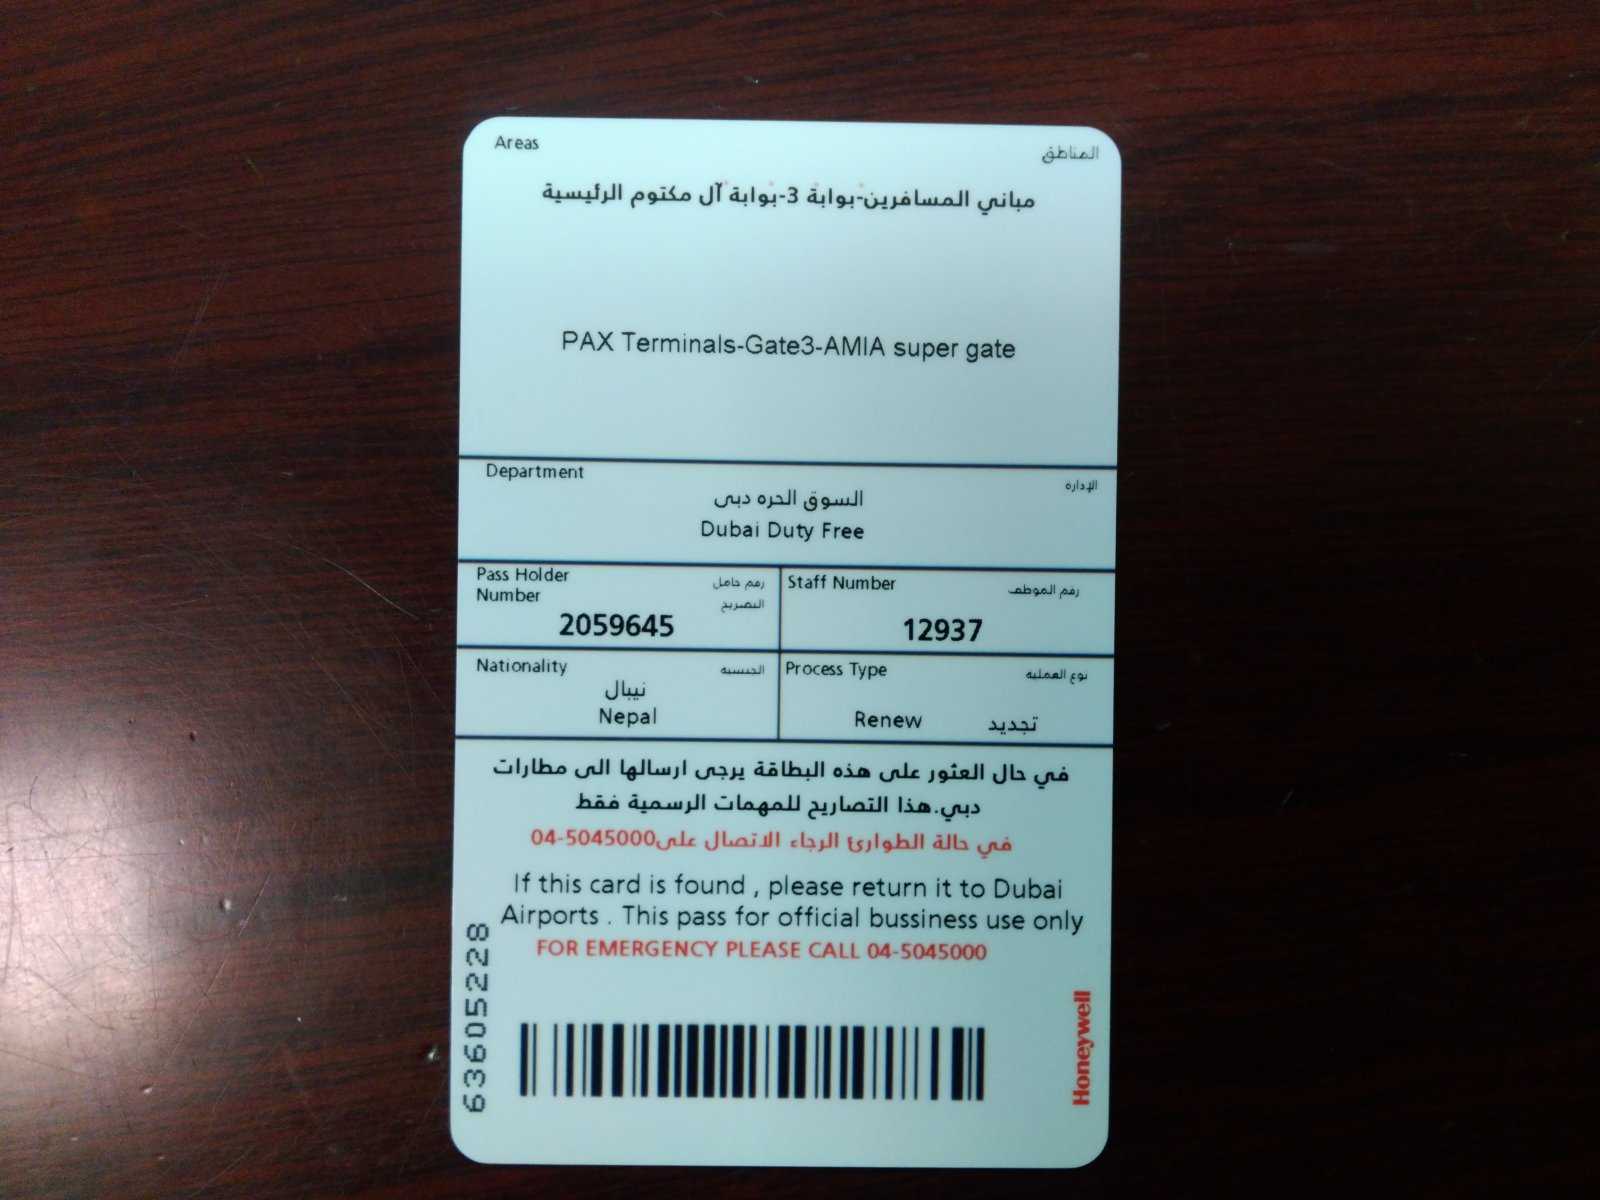 Areas
المناطق
مباني المسافرين-بوابة 3-بوابة آل مكتوم الرئيسية
PAX Terminals-Gate3-AMIA super gate
Department
الإدارة
السوق الحره دبى
Dubai Duty Free
Pass Holder
Number
رقم حامل
التصريح
2059645
Staff Number
رقم الموظف
12937
Nationality
الجنسية
نيبال
Nepal
Process Type
نوع العملية
Renew تجديد
في حال العثور على هذه البطاقة يرجى ارسالها الى مطارات
دبي.هذا التصاريح للمهمات الرسمية فقط
في حالة الطوارئ الرجاء الاتصال على04-5045000
If this card is found , please return it to Dubai
Airports . This pass for official bussiness use only
FOR EMERGENCY PLEASE CALL 04-5045000
63605228
Honeywell